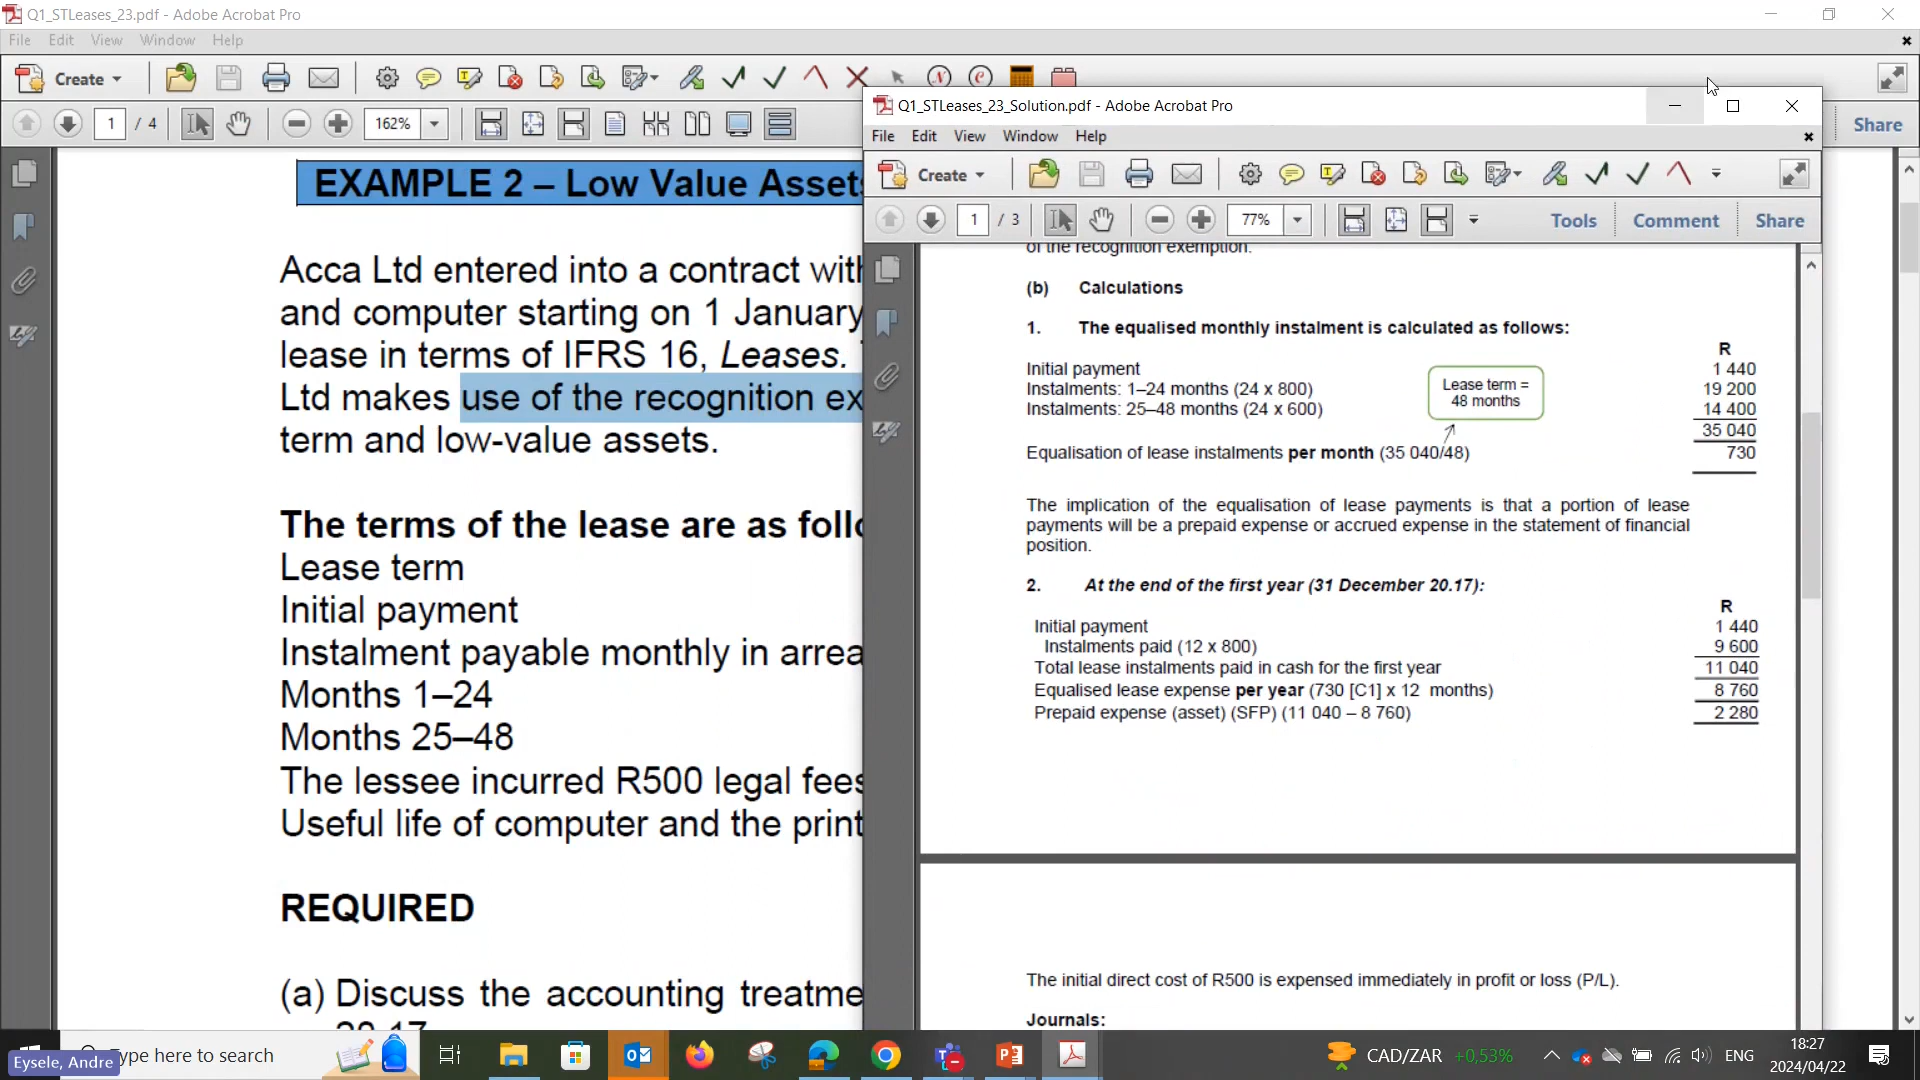 Q1_STLeases_23.pdf - Adobe Acrobat Pro
File Edit View Window Help
Create
1 / 4
162%
Share
EXAMPLE 2 – Low Value Assets
Acca Ltd entered into a contract with
and computer starting on 1 January
lease in terms of IFRS 16, Leases.
Ltd makes use of the recognition ex
term and low-value assets.
The terms of the lease are as follo
Lease term
Initial payment
Instalment payable monthly in arrea
Months 1–24
Months 25–48
The lessee incurred R500 legal fees
Useful life of computer and the print
REQUIRED
(a) Discuss the accounting treatme
20.17
Q1_STLeases_23_Solution.pdf - Adobe Acrobat Pro
File Edit View Window Help
Create
1 / 3
77%
Tools Comment Share
of the recognition exemption.
(b) Calculations
1. The equalised monthly instalment is calculated as follows:
R
Initial payment 1 440
Instalments: 1–24 months (24 x 800) 19 200
Instalments: 25–48 months (24 x 600) 14 400
35 040
Lease term =
48 months
Equalisation of lease instalments per month (35 040/48) 730
The implication of the equalisation of lease payments is that a portion of lease
payments will be a prepaid expense or accrued expense in the statement of financial
position.
2. At the end of the first year (31 December 20.17):
R
Initial payment 1 440
Instalments paid (12 x 800) 9 600
Total lease instalments paid in cash for the first year 11 040
Equalised lease expense per year (730 [C1] x 12 months) 8 760
Prepaid expense (asset) (SFP) (11 040 – 8 760) 2 280
The initial direct cost of R500 is expensed immediately in profit or loss (P/L).
Journals:
Eysele, Andre
Type here to search
CAD/ZAR +0,53%
ENG
18:27
2024/04/22